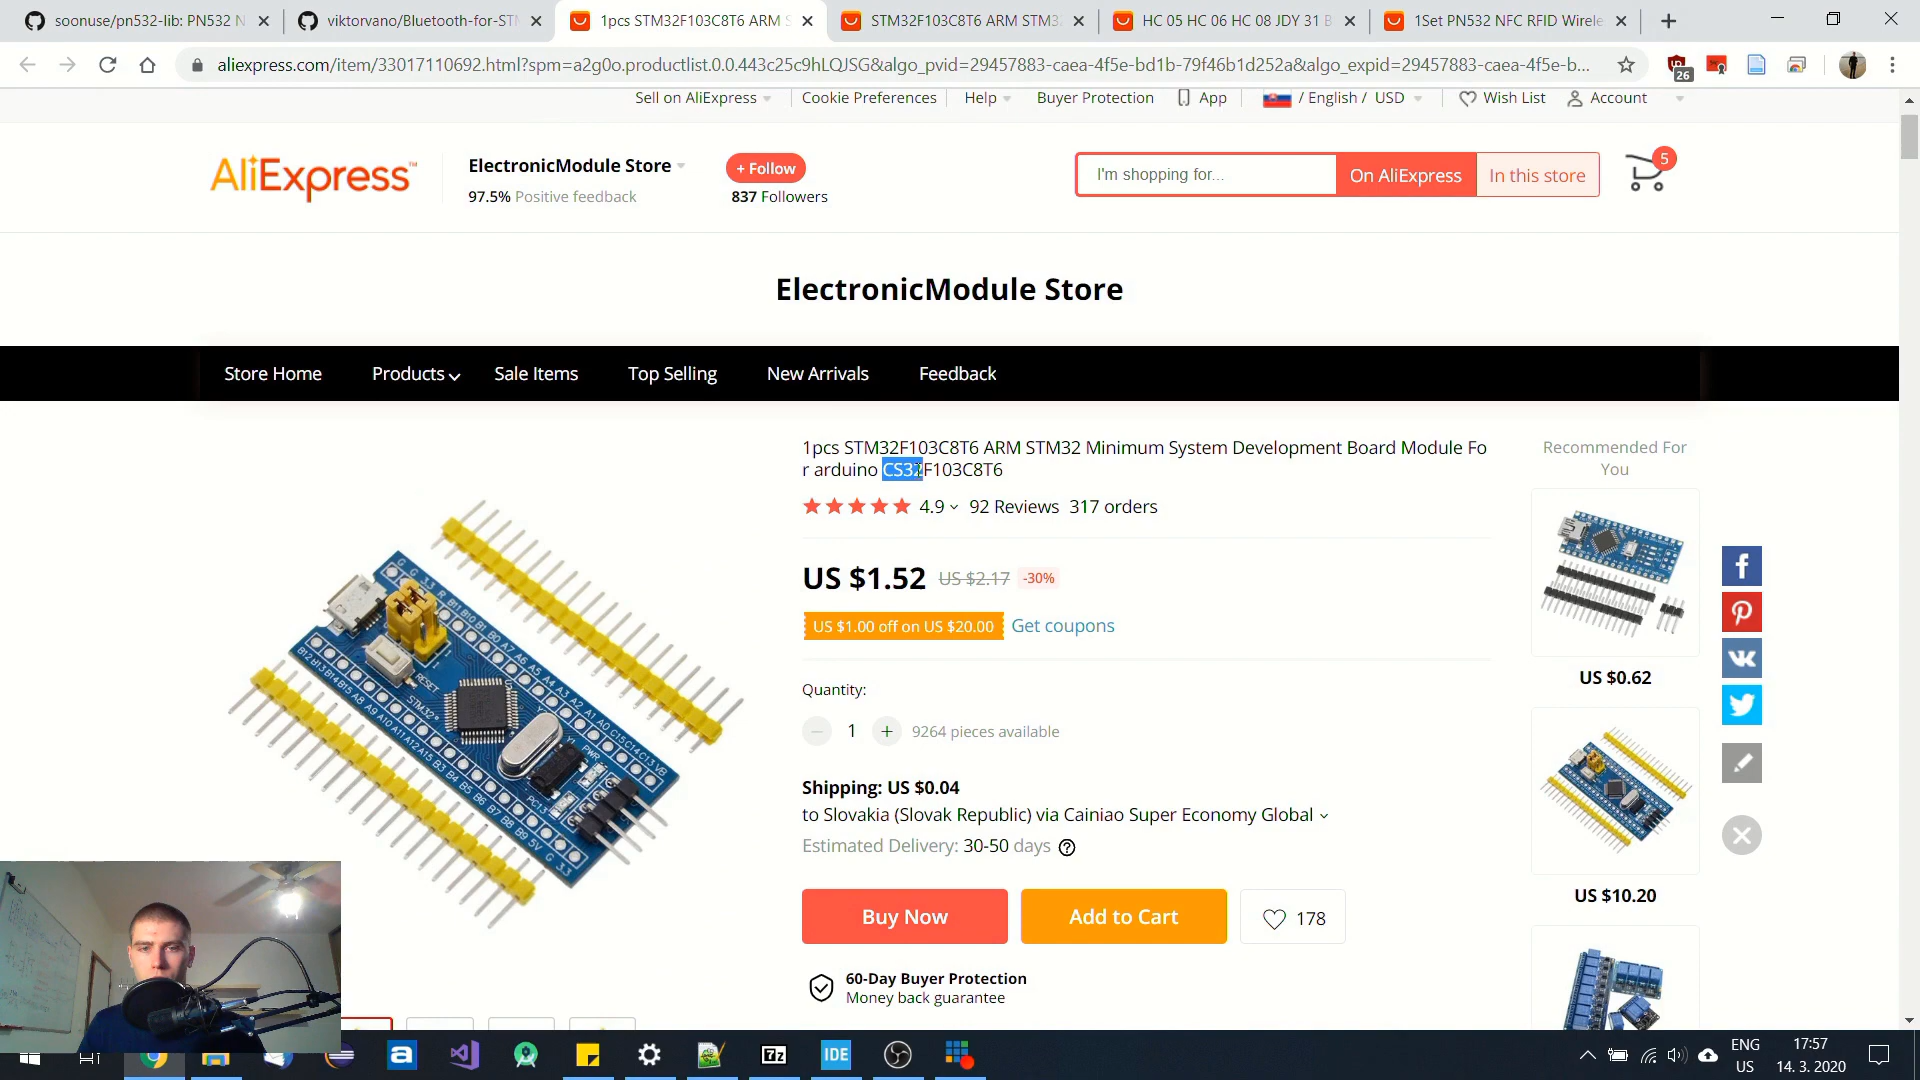 soonuse/pn532-lib: PN532 N
viktorvano/Bluetooth-for-STM
1pcs STM32F103C8T6 ARM S
STM32F103C8T6 ARM STM32
HC 05 HC 06 HC 08 JDY 31 B
1Set PN532 NFC RFID Wirele
aliexpress.com/item/33017110692.html?spm=a2g0o.productlist.0.0.443c25c9hLQJSG&algo_pvid=29457883-caea-4f5e-bd1b-79f46b1d252a&algo_expid=29457883-caea-4f5e-b...
26
Sell on AliExpress
Cookie Preferences
Help
Buyer Protection
App
/ English / USD
Wish List
Account
AliExpress™
ElectronicModule Store
97.5% Positive feedback
+ Follow
837 Followers
I'm shopping for...
On AliExpress
In this store
5
ElectronicModule Store
Store Home
Products
Sale Items
Top Selling
New Arrivals
Feedback
1pcs STM32F103C8T6 ARM STM32 Minimum System Development Board Module Fo
r arduino CS32F103C8T6
4.9
92 Reviews
317 orders
US $1.52
US $2.17
-30%
US $1.00 off on US $20.00
Get coupons
Quantity:
1
9264 pieces available
Shipping: US $0.04
to Slovakia (Slovak Republic) via Cainiao Super Economy Global
Estimated Delivery: 30-50 days
Buy Now
Add to Cart
178
60-Day Buyer Protection
Money back guarantee
Recommended For
You
US $0.62
US $10.20
RESET
STM32
PWR
PC13
IDE
ENG
US
17:57
14. 3. 2020